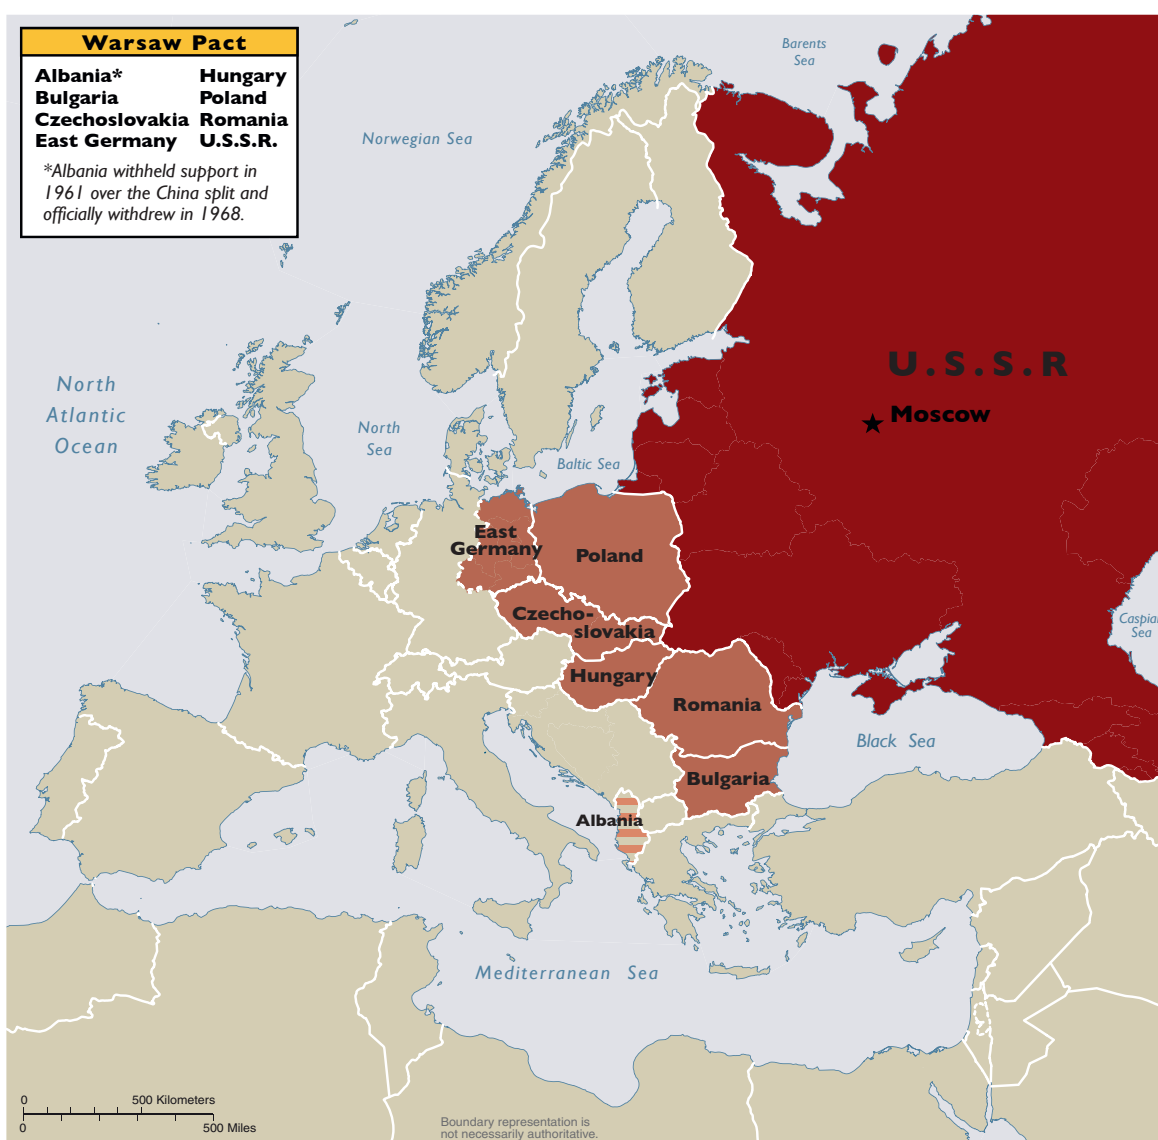 Warsaw Pact
Albania* Hungary
Bulgaria Poland
Czechoslovakia Romania
East Germany U.S.S.R.
*Albania withheld support in
1961 over the China split and
officially withdrew in 1968.
Barents
Sea
Norwegian Sea
North
Atlantic
Ocean
North
Sea
Baltic Sea
U.S.S.R
Moscow
East
Germany
Poland
Czecho-
slovakia
Hungary
Romania
Bulgaria
Albania
Black Sea
Caspian
Sea
Mediterranean Sea
0 500 Kilometers
0 500 Miles
Boundary representation is
not necessarily authoritative.